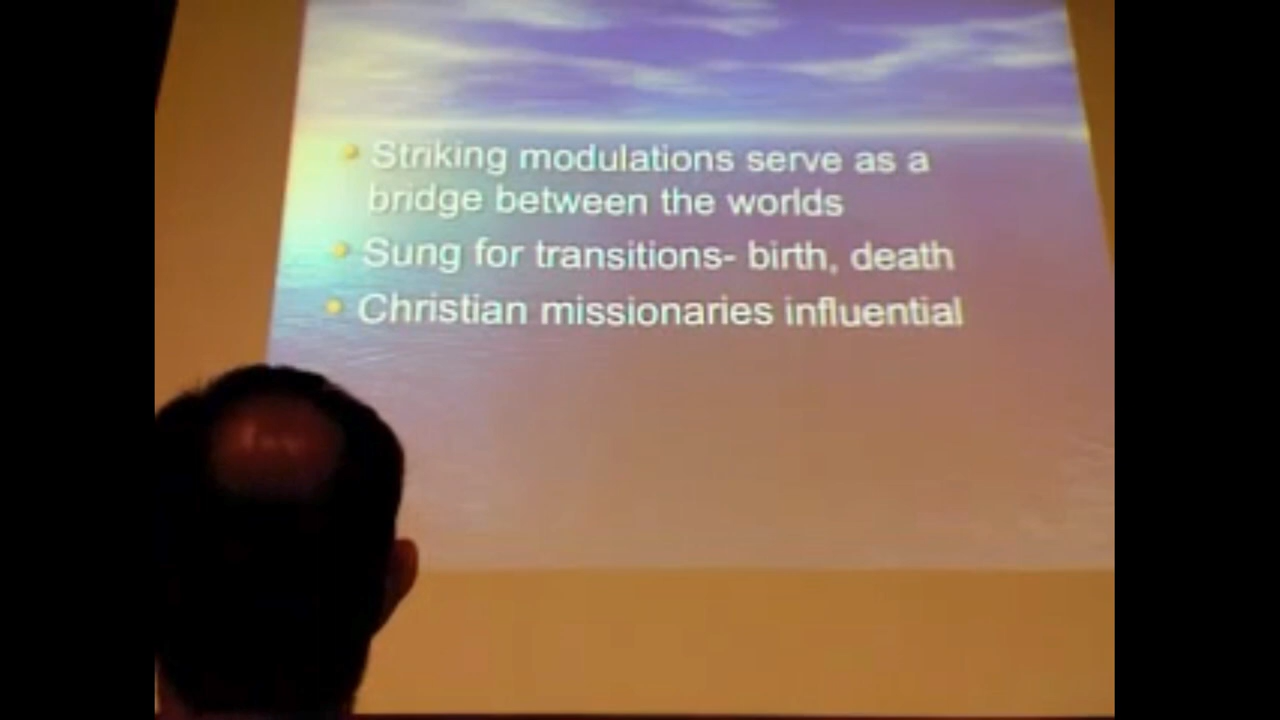 Striking modulations serve as a
bridge between the worlds
Sung for transitions- birth, death
Christian missionaries influential